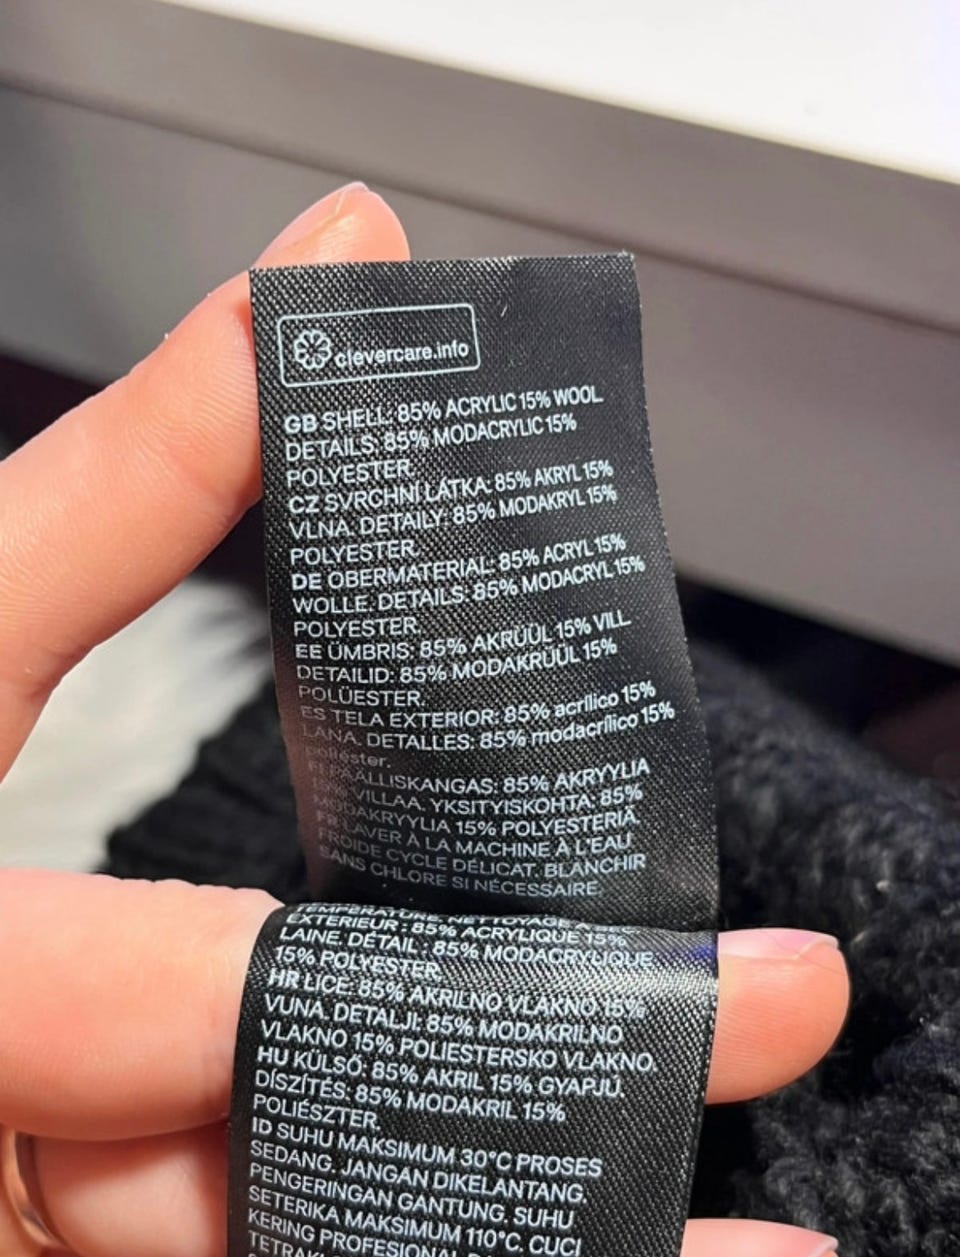 clevercare.info
GB SHELL: 85% ACRYLIC 15% WOOL.
DETAILS: 85% MODACRYLIC 15%
POLYESTER.
CZ SVRCHNÍ LÁTKA: 85% AKRYL 15%
VLNA. DETAILY: 85% MODAKRYL 15%
POLYESTER.
DE OBERMATERIAL: 85% ACRYL 15%
WOLLE. DETAILS: 85% MODACRYL 15%
POLYESTER.
EE ÜMBRIS: 85% AKRÜÜL 15% VILL
DETAILID: 85% MODAKRÜÜL 15%
POLÜESTER.
ES TELA EXTERIOR: 85% acrílico 15%
LANA. DETALLES: 85% modacrílico 15%
poliéster.
FI PÄÄLLISKANGAS: 85% AKRYYLIA
15% VILLAA. YKSITYISKOHTA: 85%
MODAKRYYLIA 15% POLYESTERIA.
FR LAVER À LA MACHINE À L'EAU
FROIDE CYCLE DÉLICAT. BLANCHIR
SANS CHLORE SI NÉCESSAIRE.
TEMPÉRATURE. NETTOYAGE
EXTÉRIEUR : 85% ACRYLIQUE 15%
LAINE. DÉTAIL : 85% MODACRYLIQUE
15% POLYESTER.
HR LICE: 85% AKRILNO VLAKNO 15%
VUNA. DETALJI: 85% MODAKRILNO
VLAKNO 15% POLIESTERSKO VLAKNO.
HU KÜLSŐ: 85% AKRIL 15% GYAPJÚ.
DÍSZÍTÉS: 85% MODAKRIL 15%
POLIÉSZTER.
ID SUHU MAKSIMUM 30°C PROSES
SEDANG. JANGAN DIKELANTANG.
PENGERINGAN GANTUNG. SUHU
SETERIKA MAKSIMUM 110°C. CUCI
KERING PROFESIONAL